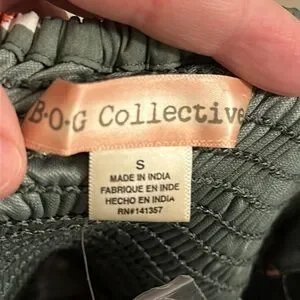 B·O·G Collective
S
MADE IN INDIA
FABRIQUE EN INDE
HECHO EN INDIA
RN#141357